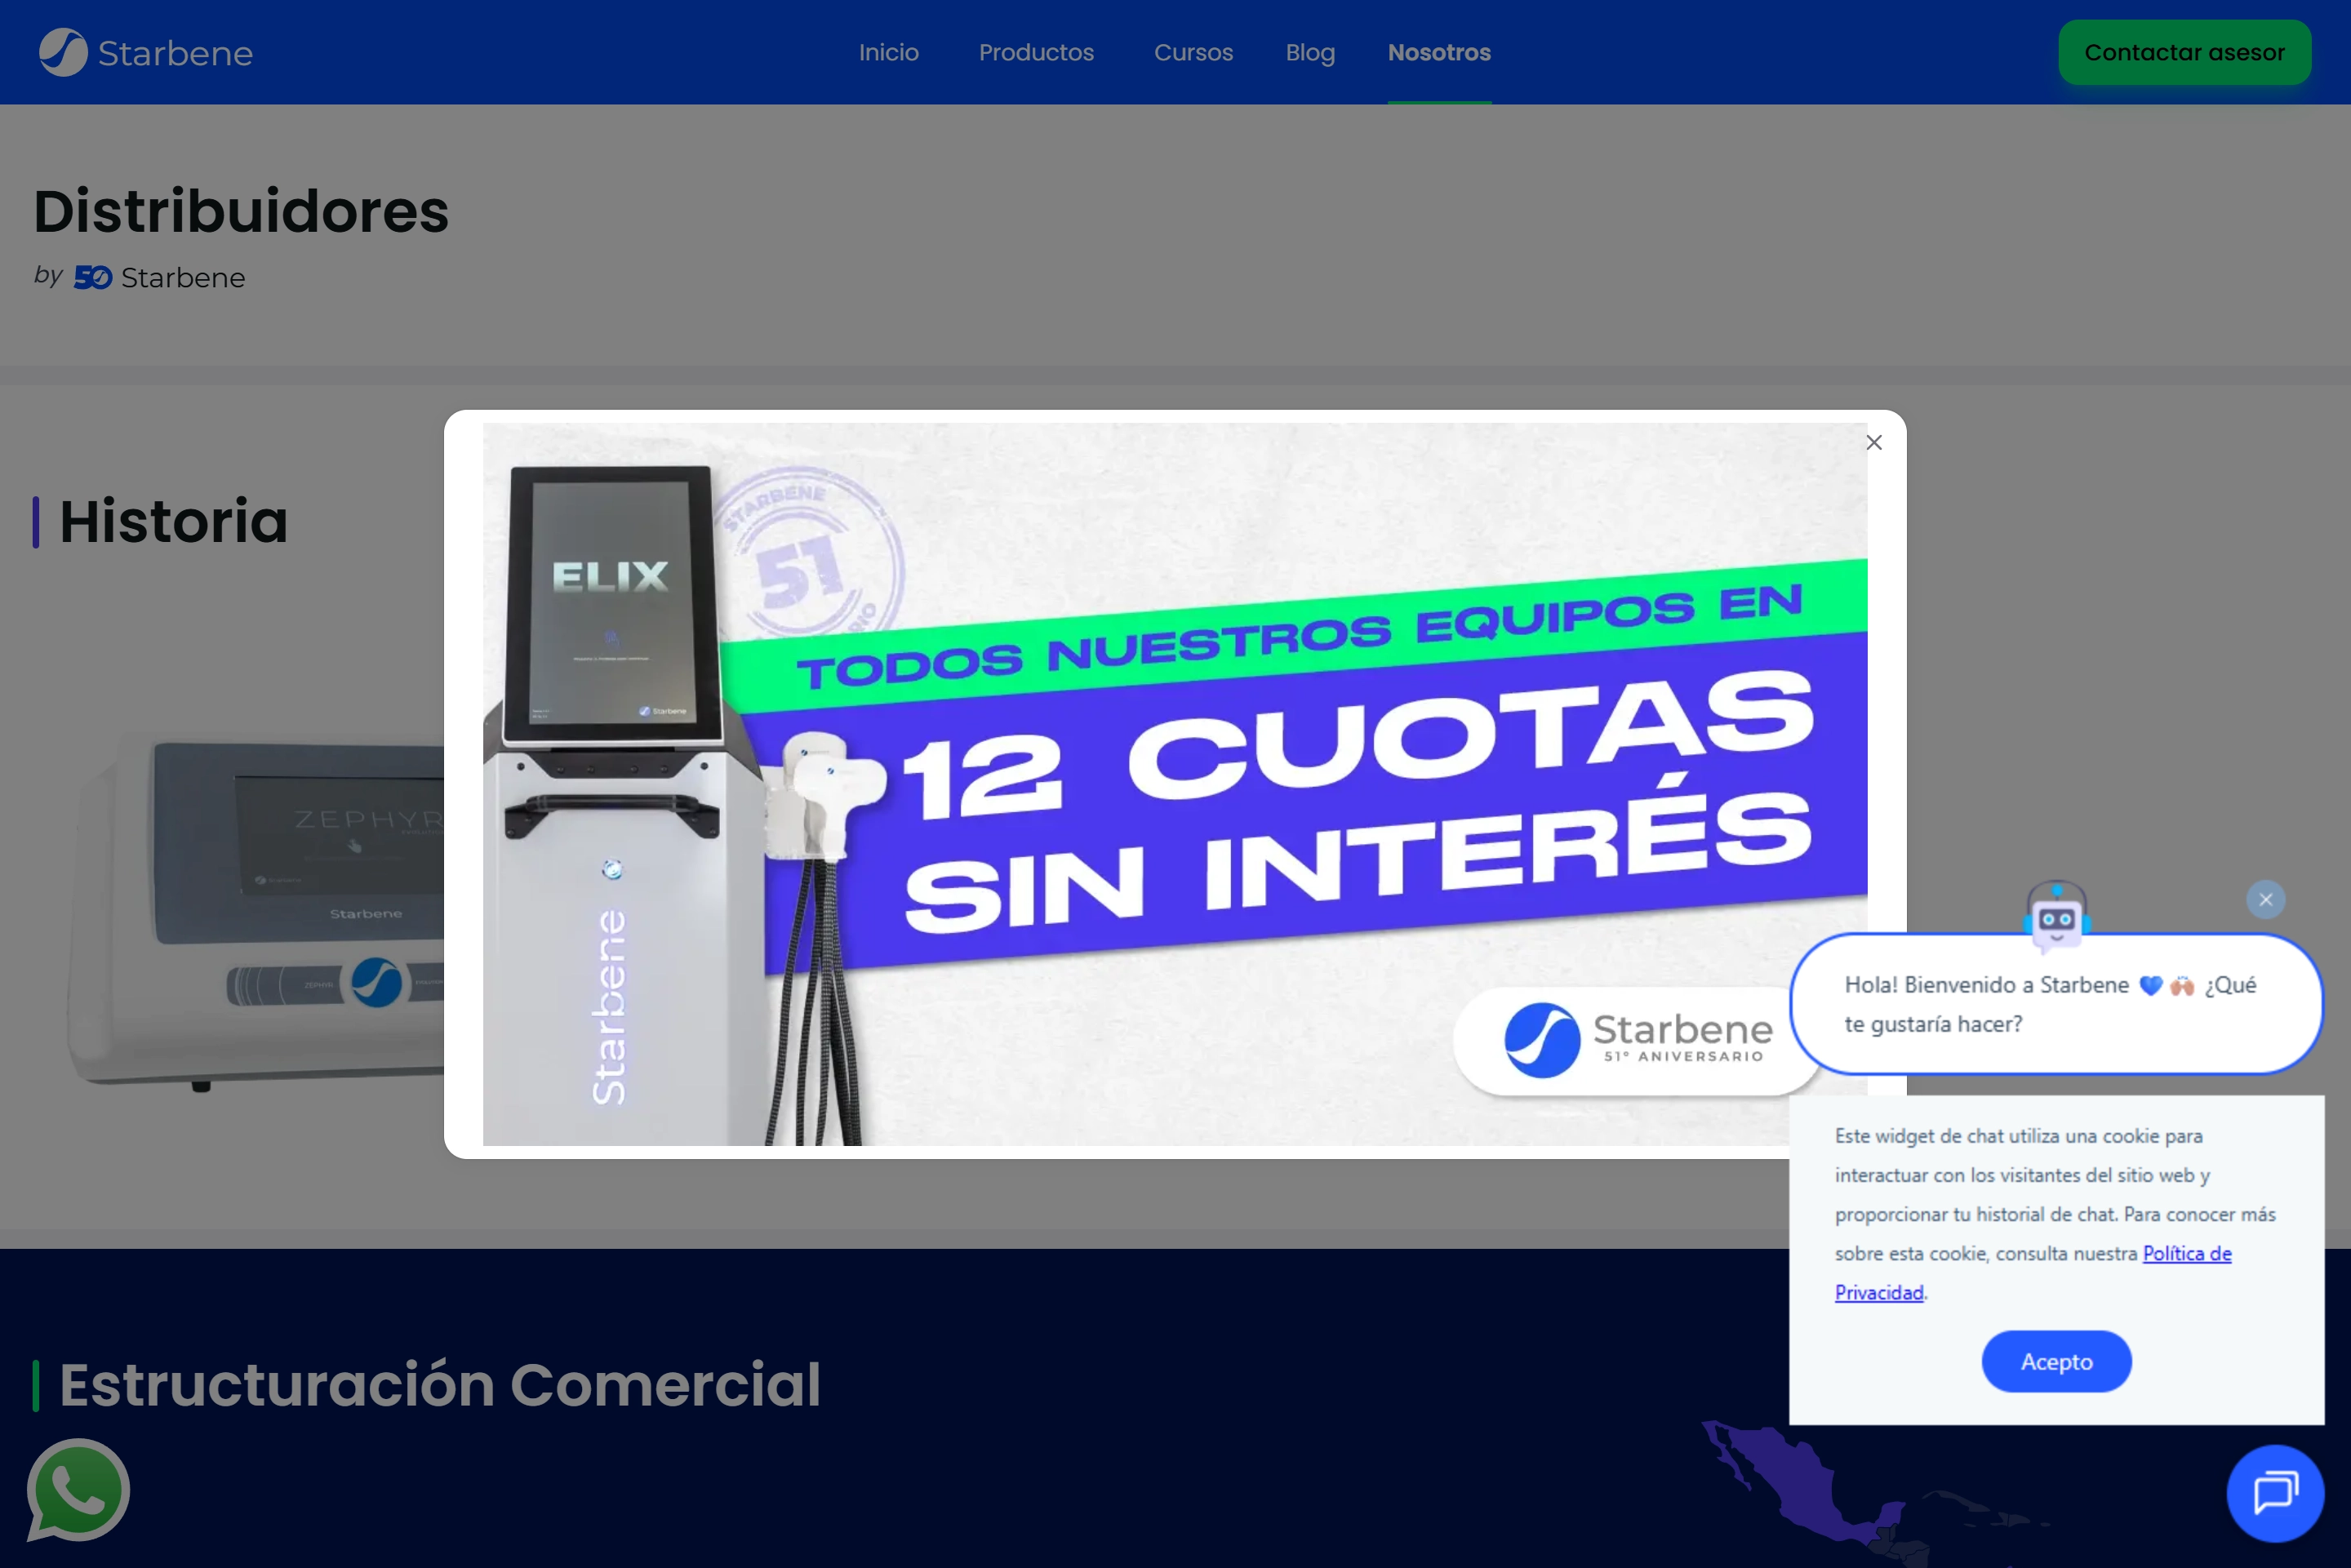 Starbene
Inicio
Productos
Cursos
Blog
Nosotros
Contactar asesor
Distribuidores
by 50 Starbene
Historia
ZEPHYR
Starbene
Starbene
ZEPHYR
ELIX
Starbene
STARBENE
51
TODOS NUESTROS EQUIPOS EN
12 CUOTAS
SIN INTERÉS
Starbene
Starbene
51° ANIVERSARIO
Hola! Bienvenido a Starbene 💙 🙌🏼 ¿Qué
te gustaría hacer?
Este widget de chat utiliza una cookie para
interactuar con los visitantes del sitio web y
proporcionar tu historial de chat. Para conocer más
sobre esta cookie, consulta nuestra Política de
Privacidad.
Acepto
Estructuración Comercial